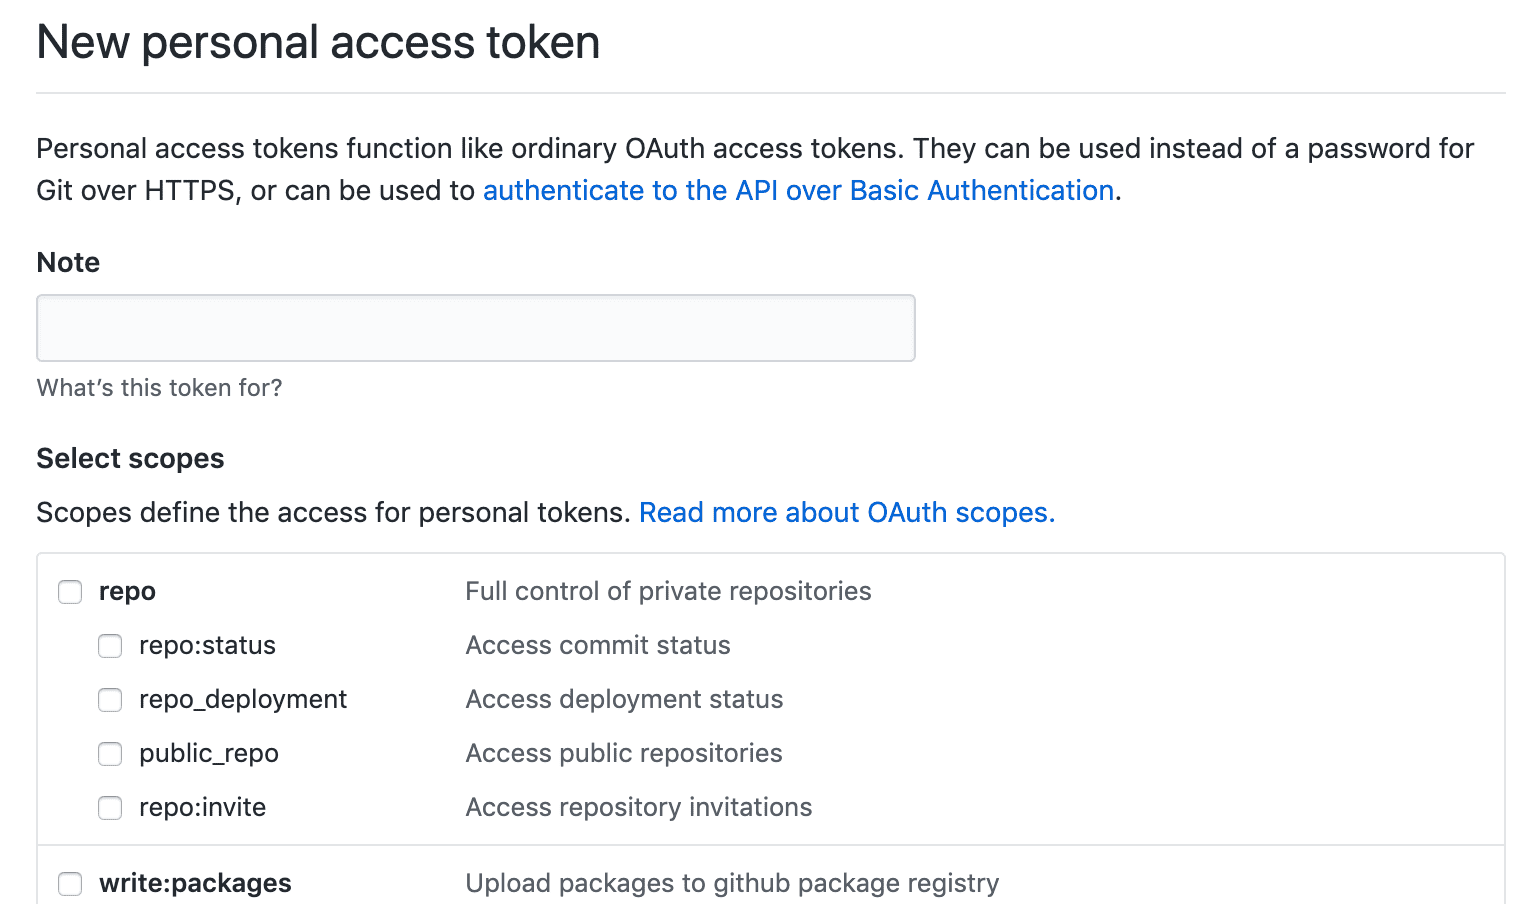 New personal access token
Personal access tokens function like ordinary OAuth access tokens. They can be used instead of a password for
Git over HTTPS, or can be used to authenticate to the API over Basic Authentication.
Note
What's this token for?
Select scopes
Scopes define the access for personal tokens. Read more about OAuth scopes.
repo Full control of private repositories
repo:status Access commit status
repo_deployment Access deployment status
public_repo Access public repositories
repo:invite Access repository invitations
write:packages Upload packages to github package registry